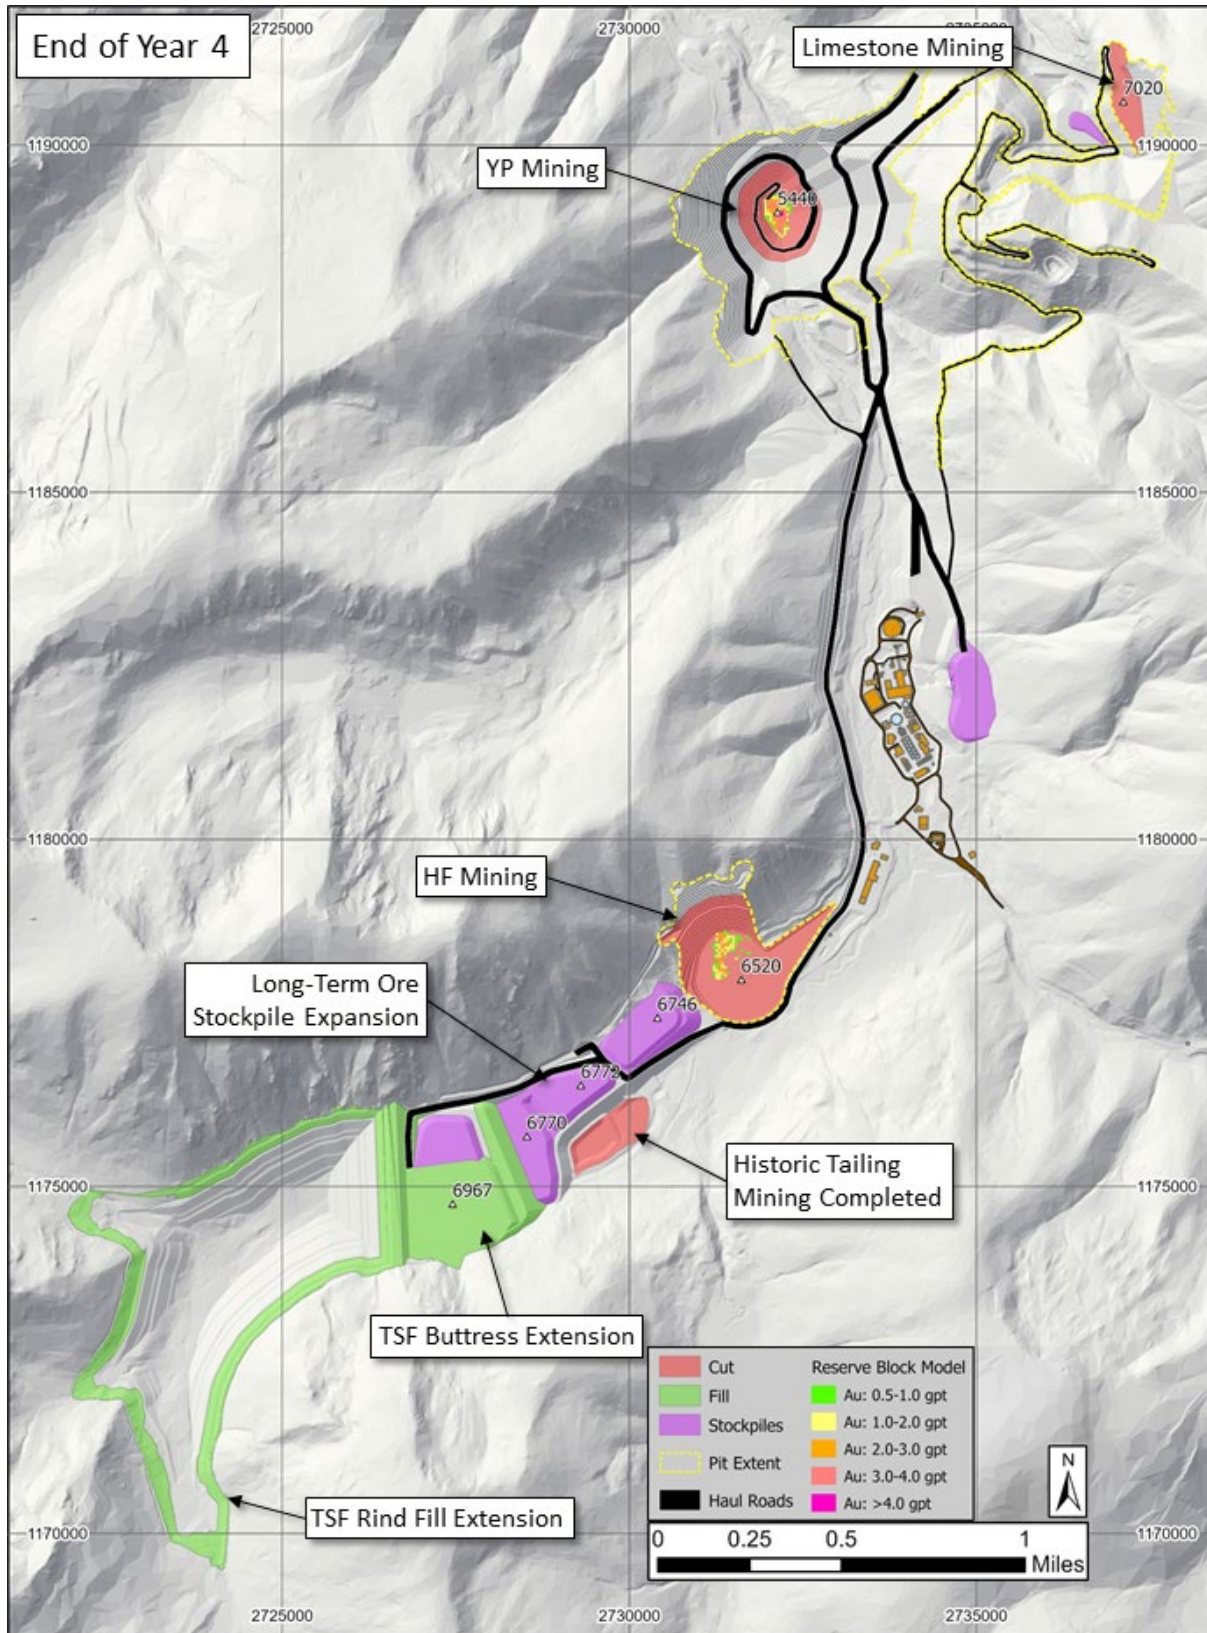 End of Year 4
2725000
2730000
2735000
Limestone Mining
7020
1190000
1190000
YP Mining
5440
1185000
1185000
1180000
1180000
HF Mining
6520
Long-Term Ore
Stockpile Expansion
6746
6772
6770
Historic Tailing
Mining Completed
1175000
1175000
6967
TSF Buttress Extension
Cut
Fill
Stockpiles
Pit Extent
Haul Roads
Reserve Block Model
Au: 0.5-1.0 gpt
Au: 1.0-2.0 gpt
Au: 2.0-3.0 gpt
Au: 3.0-4.0 gpt
Au: >4.0 gpt
N
TSF Rind Fill Extension
1170000
1170000
0 0.25 0.5 1
Miles
2725000
2730000
2735000